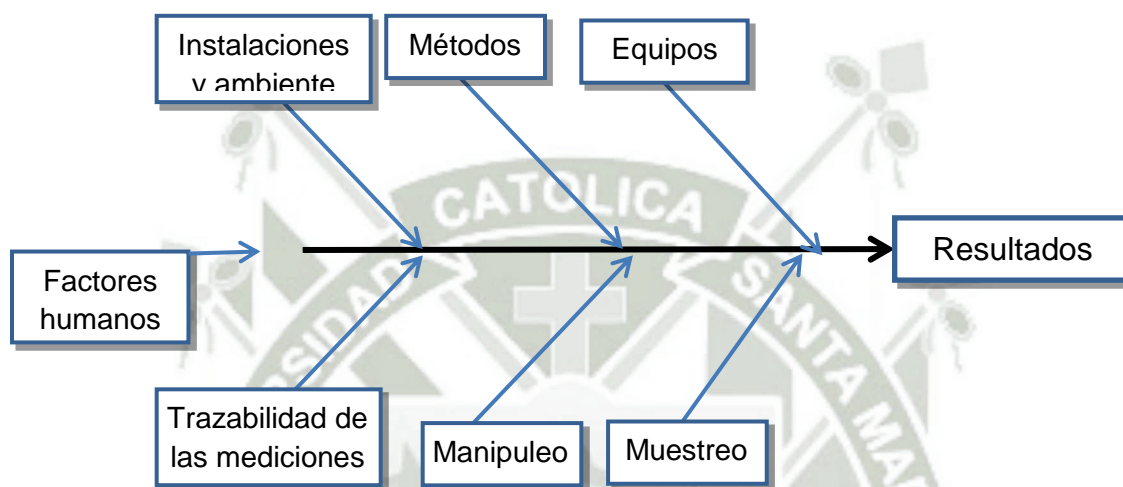 Instalaciones
y ambiente
Métodos
Equipos
CATOLICA
Resultados
Factores
humanos
SANTA MA
Trazabilidad de
las mediciones
Manipuleo
Muestreo